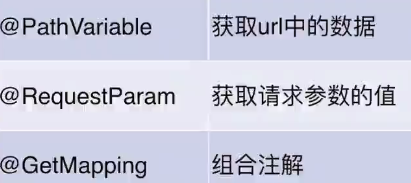 @PathVariable 获取url中的数据
@RequestParam 获取请求参数的值
@GetMapping 组合注解